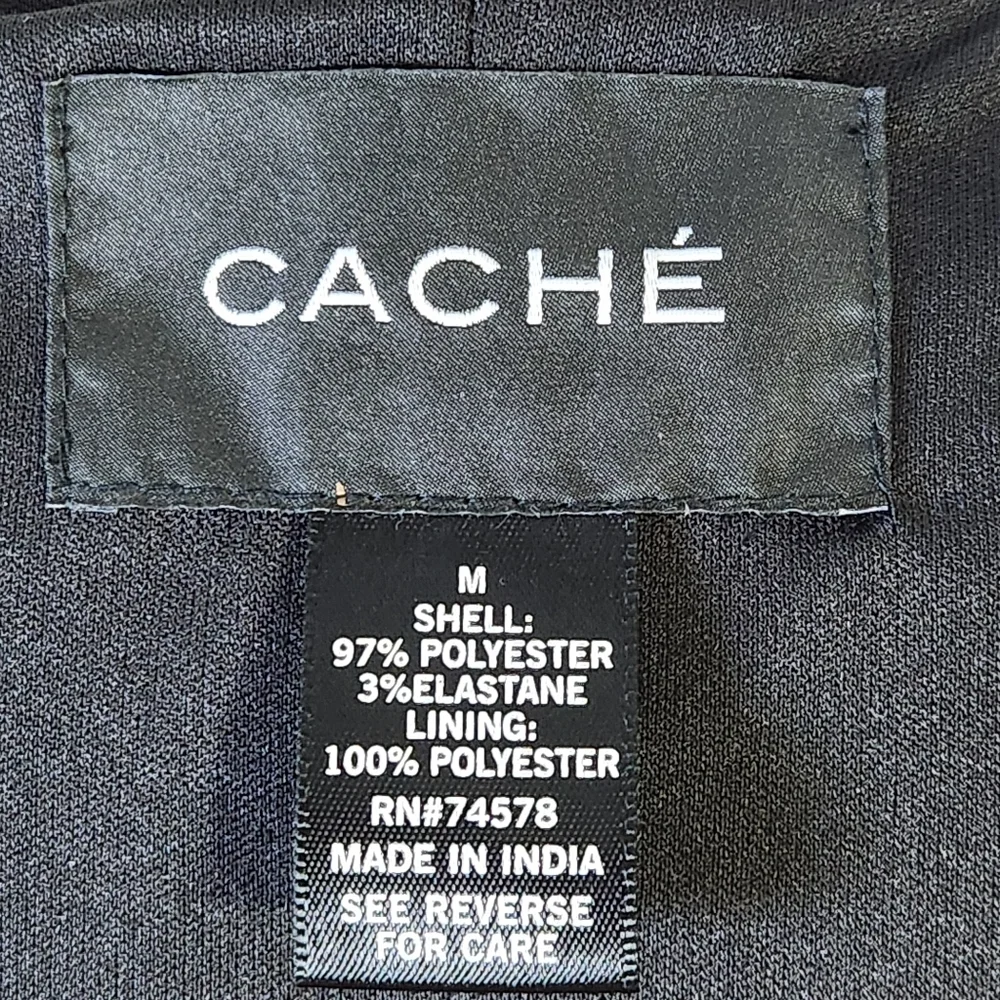 CACHÉ
M
SHELL:
97% POLYESTER
3%ELASTANE
LINING:
100% POLYESTER
RN#74578
MADE IN INDIA
SEE REVERSE
FOR CARE